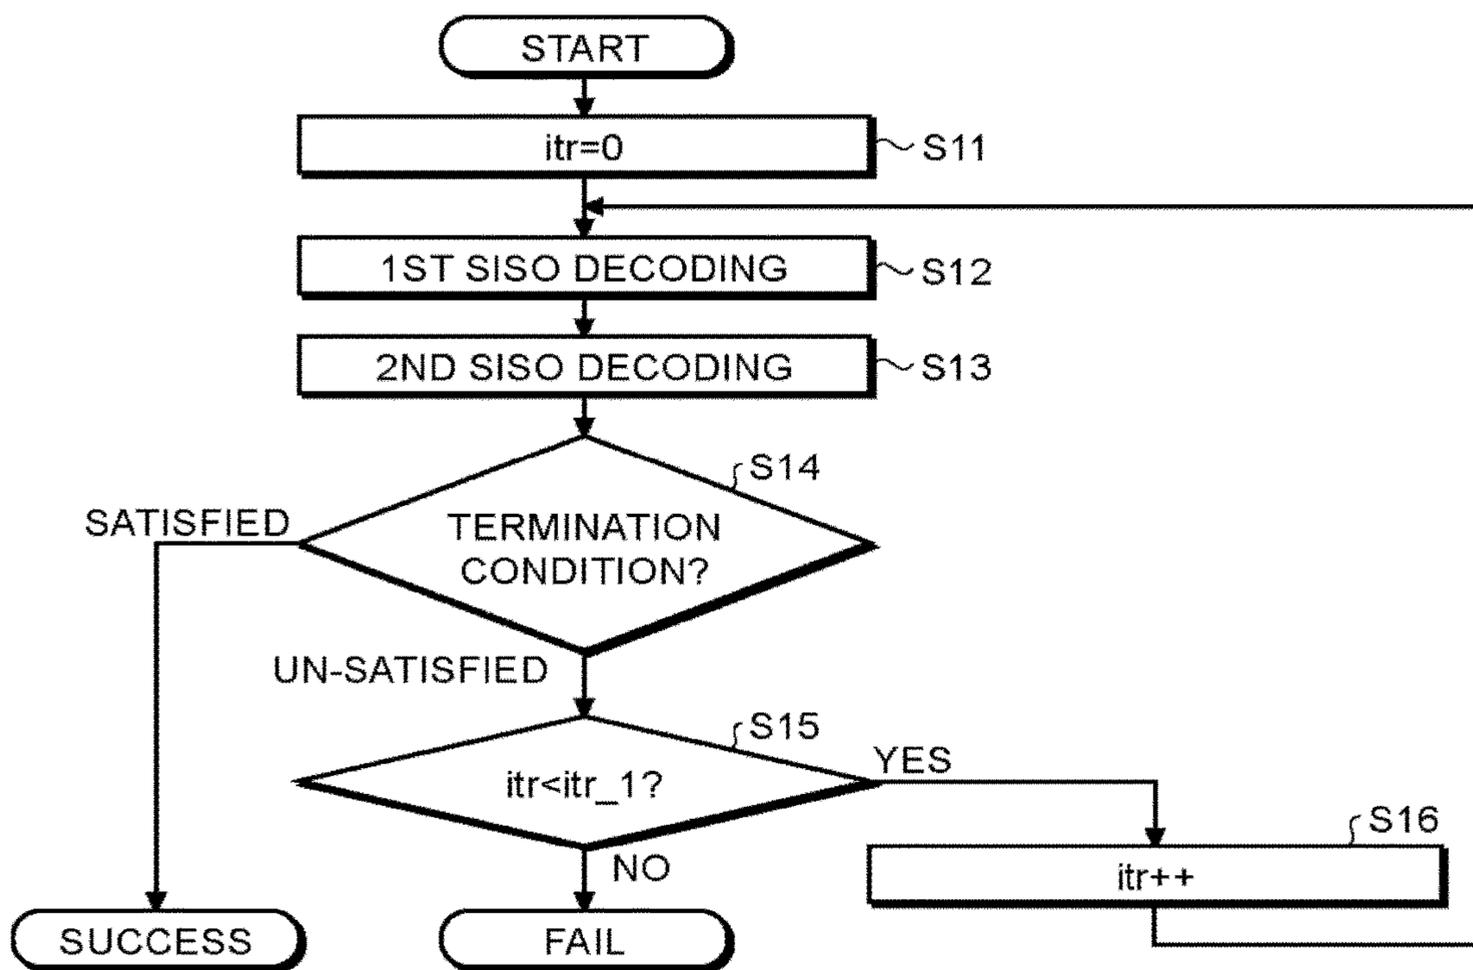 START
itr=0
S11
1ST SISO DECODING
S12
2ND SISO DECODING
S13
S14
SATISFIED
TERMINATION
CONDITION?
UN-SATISFIED
S15
YES
itr<itr_1?
S16
NO
itr++
SUCCESS
FAIL